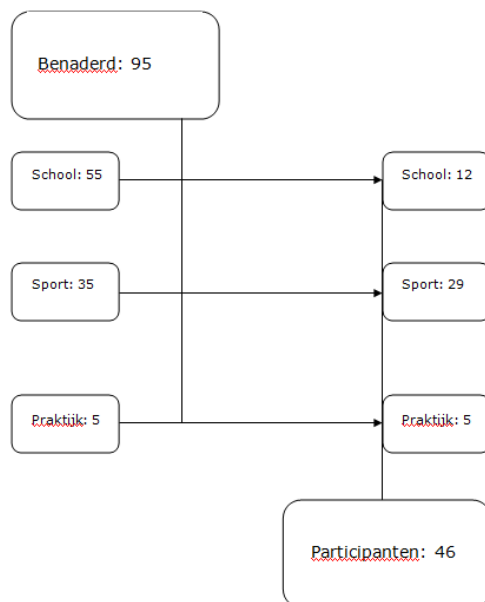 Benaderd: 95
School: 55
School: 12
Sport: 35
Sport: 29
Praktijk: 5
Praktijk: 5
Participanten: 46